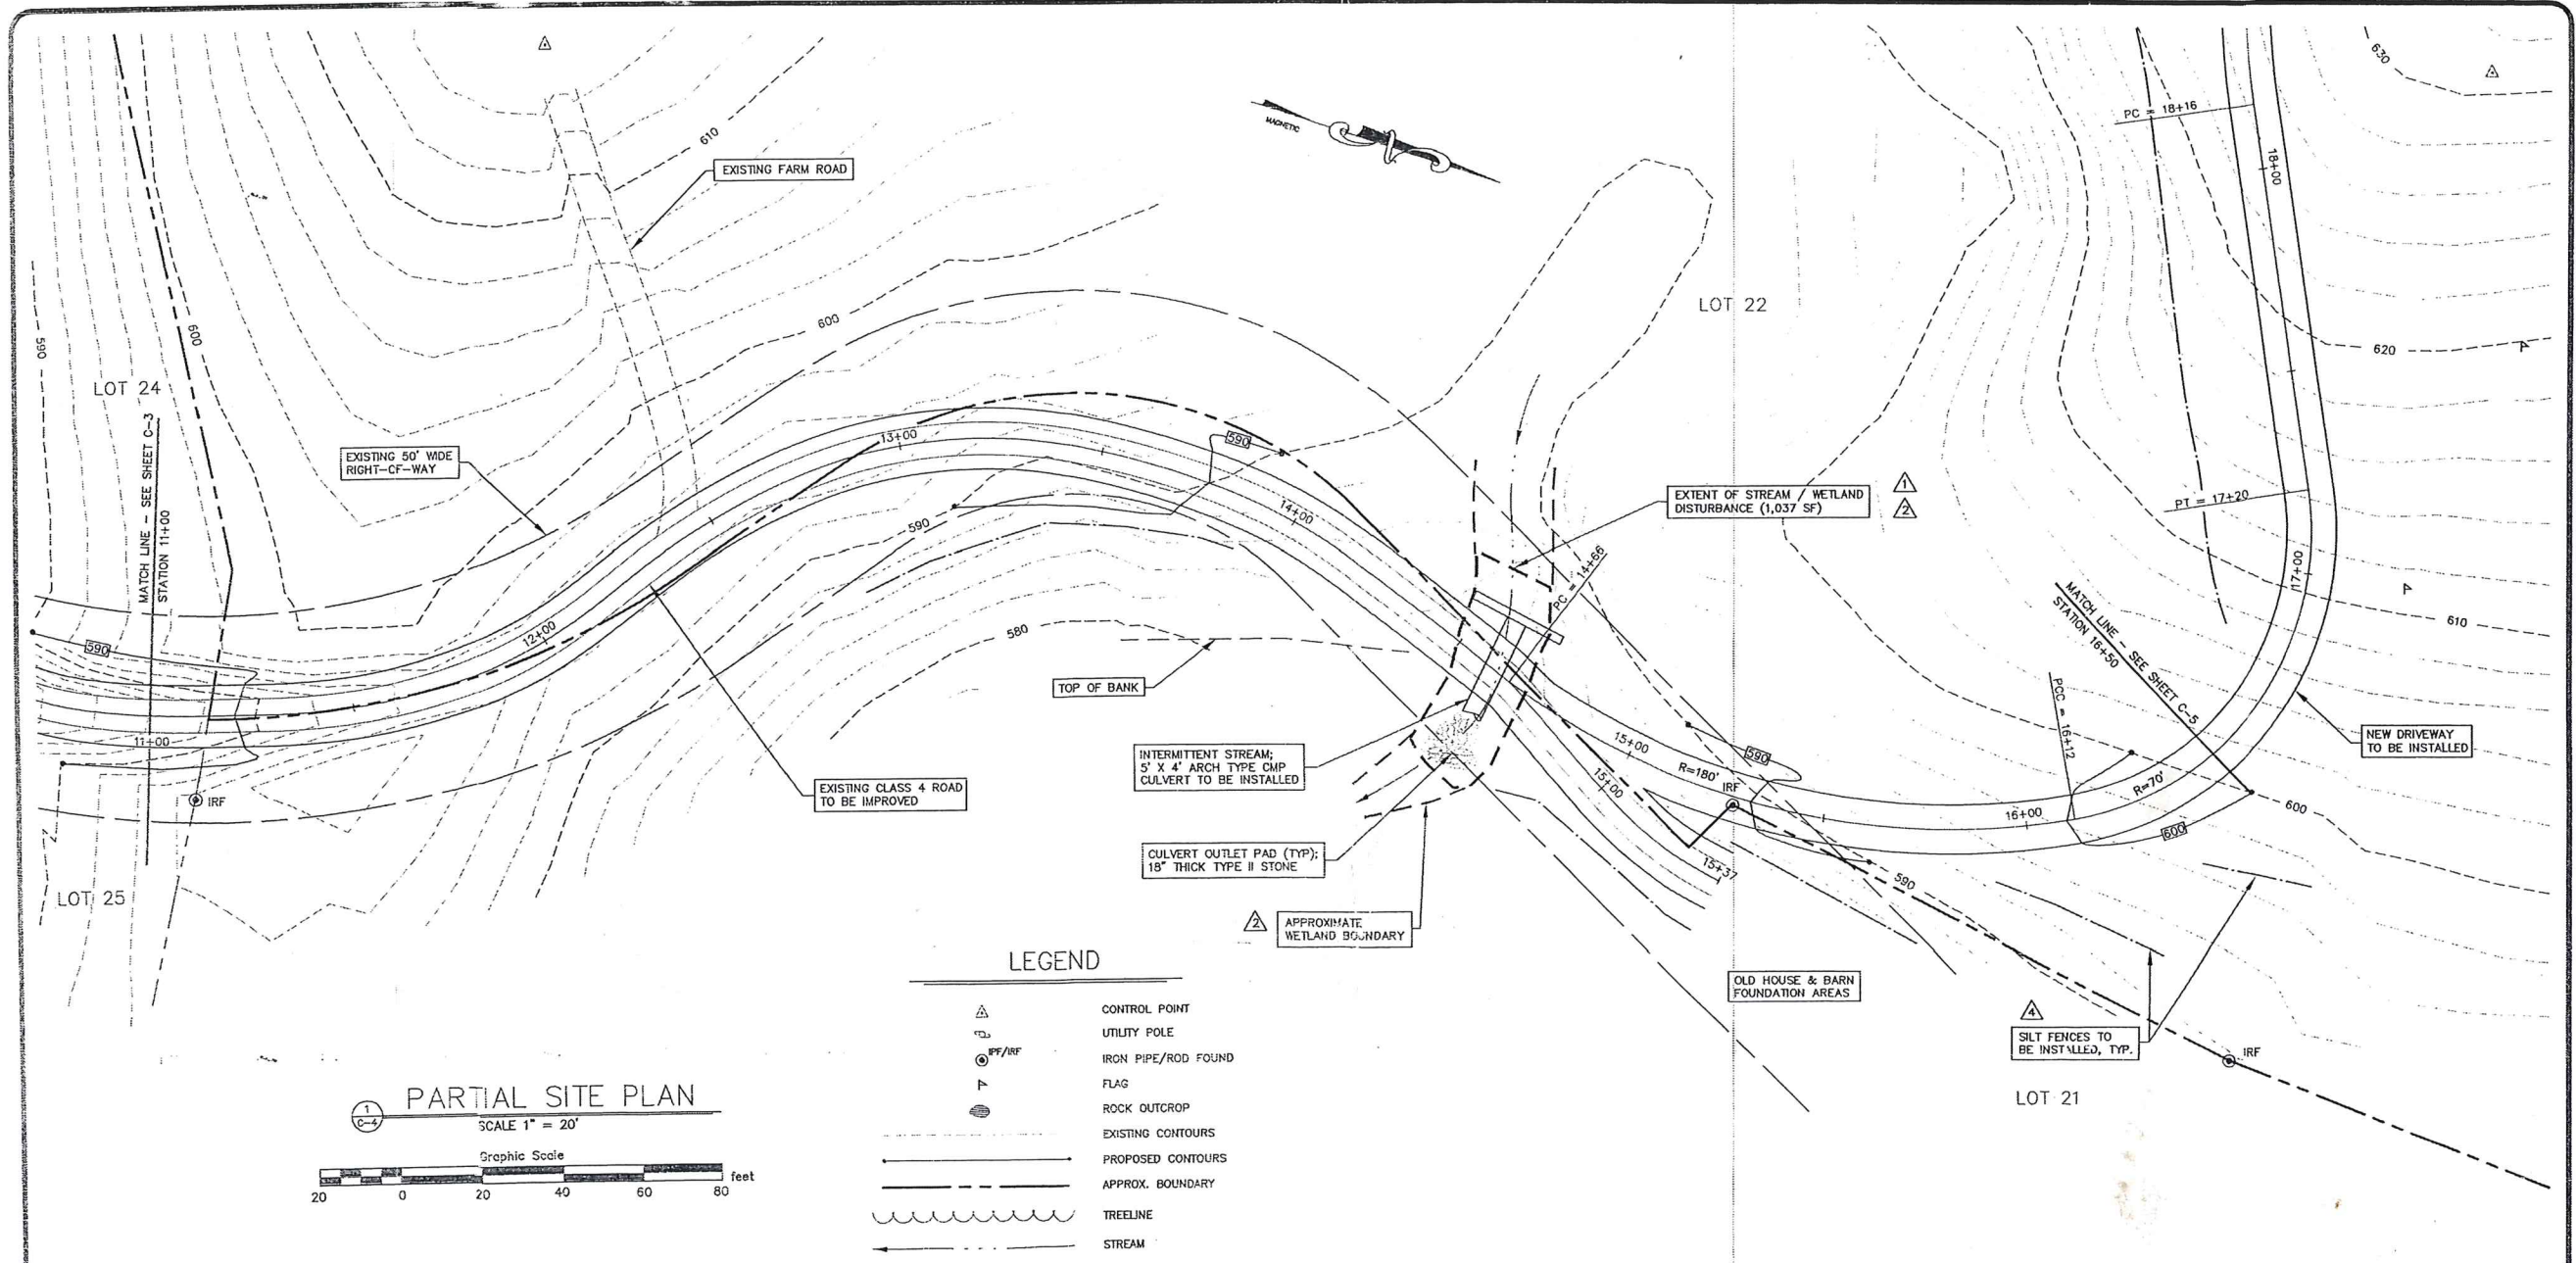 MAGNETIC
630
PC = 18+16
18+00
610
EXISTING FARM ROAD
LOT 22
600
590
600
620
LOT 24
MATCH LINE - SEE SHEET C-3
STATION 11+00
EXISTING 50' WIDE
RIGHT-OF-WAY
13+00
590
14+00
590
EXTENT OF STREAM / WETLAND
DISTURBANCE (1,037 SF)
1
2
PT = 17+20
PC = 14+66
17+00
610
MATCH LINE - SEE SHEET C-5
STATION 16+50
12+00
580
590
TOP OF BANK
PCC = 16+12
11+00
NEW DRIVEWAY
TO BE INSTALLED
INTERMITTENT STREAM;
5' X 4' ARCH TYPE CMP
CULVERT TO BE INSTALLED
15+00
590
R=180'
IRF
15+00
R=70'
16+00
600
600
IRF
EXISTING CLASS 4 ROAD
TO BE IMPROVED
CULVERT OUTLET PAD (TYP);
18" THICK TYPE II STONE
15+37
590
LOT 25
2
APPROXIMATE
WETLAND BOUNDARY
OLD HOUSE & BARN
FOUNDATION AREAS
4
SILT FENCES TO
BE INSTALLED, TYP.
IRF
LOT 21
LEGEND
CONTROL POINT
UTILITY POLE
IPF/IRF
IRON PIPE/ROD FOUND
FLAG
ROCK OUTCROP
EXISTING CONTOURS
PROPOSED CONTOURS
APPROX. BOUNDARY
TREELINE
STREAM
1
C-4
PARTIAL SITE PLAN
SCALE 1" = 20'
Graphic Scale
feet
20 0 20 40 60 80